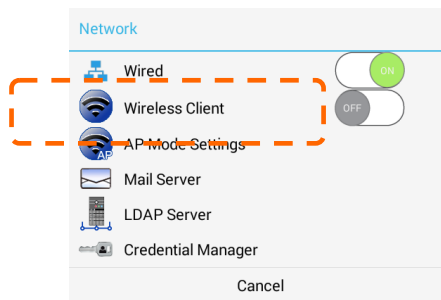 Network
Wired
ON
Wireless Client
OFF
AP Mode Settings
AP
Mail Server
LDAP Server
Credential Manager
Cancel